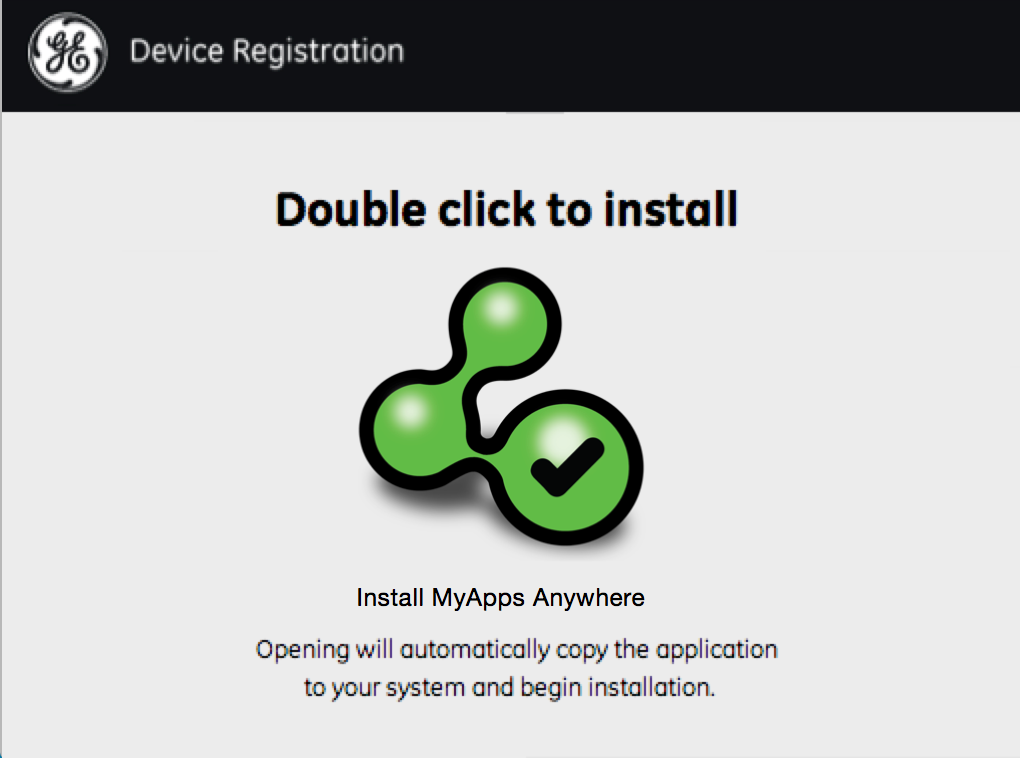 GE
Device Registration
Double click to install
Install MyApps Anywhere
Opening will automatically copy the application
to your system and begin installation.